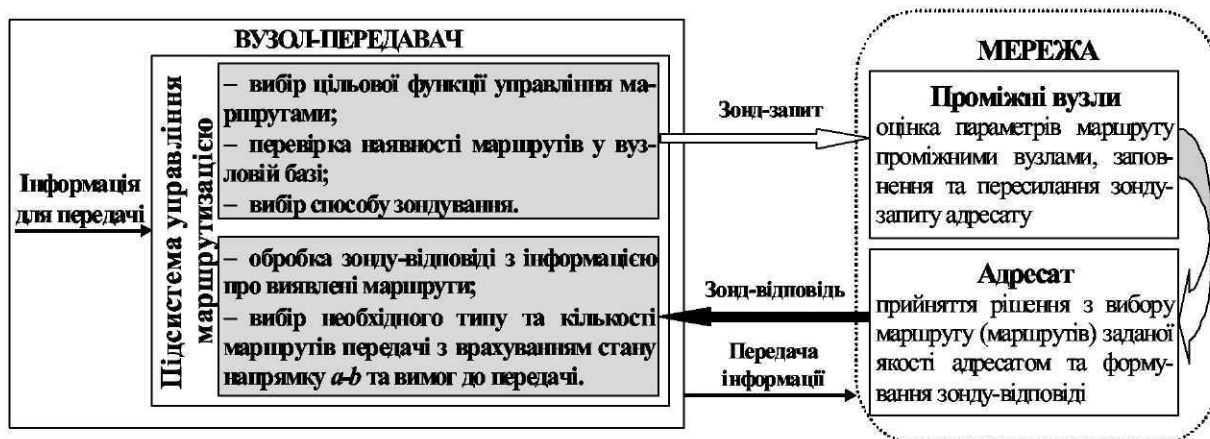 ВУЗОЛ-ПЕРЕДАВАЧ
Інформація
для передачі
Підсистема управління
маршрутизацією
– вибір цільової функції управління ма-
ршрутами;
– перевірка наявності маршрутів у вуз-
ловій базі;
– вибір способу зондування.
– обробка зонду-відповіді з інформацією
про виявлені маршрути;
– вибір необхідного типу та кількості
маршрутів передачі з врахуванням стану
напрямку a-b та вимог до передачі.
Зонд-запит
Зонд-відповідь
Передача
інформації
МЕРЕЖА
Проміжні вузли
оцінка параметрів маршруту
проміжними вузлами, запов-
нення та пересилання зонду-
запиту адресату
Адресат
прийняття рішення з вибору
маршруту (маршрутів) заданої
якості адресатом та форму-
вання зонду-відповіді